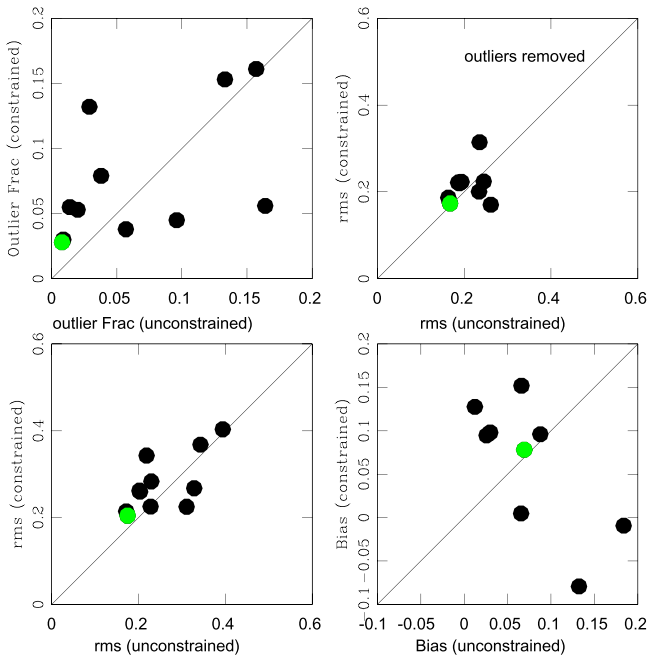 0.2
0.15
0.1
0.05
0
Outlier Frac (constrained)
0 0.05 0.1 0.15 0.2
outlier Frac (unconstrained)
outliers removed
0.6
0.4
0.2
0
rms (constrained)
0 0.2 0.4 0.6
rms (unconstrained)
0.6
0.4
0.2
0
rms (constrained)
0 0.2 0.4 0.6
rms (unconstrained)
0.2
0.15
0.1
0.05
0
-0.05
-0.1
Bias (constrained)
-0.1 -0.05 0 0.05 0.1 0.15 0.2
Bias (unconstrained)